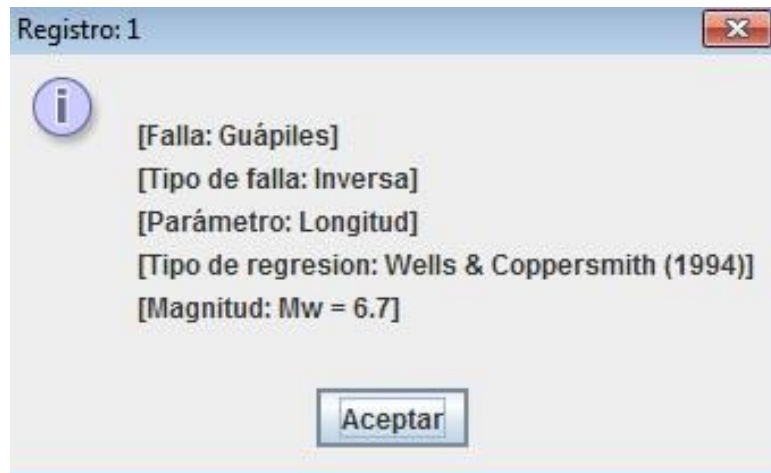 Registro: 1
i
[Falla: Guápiles]
[Tipo de falla: Inversa]
[Parámetro: Longitud]
[Tipo de regresion: Wells & Coppersmith (1994)]
[Magnitud: Mw = 6.7]
Aceptar